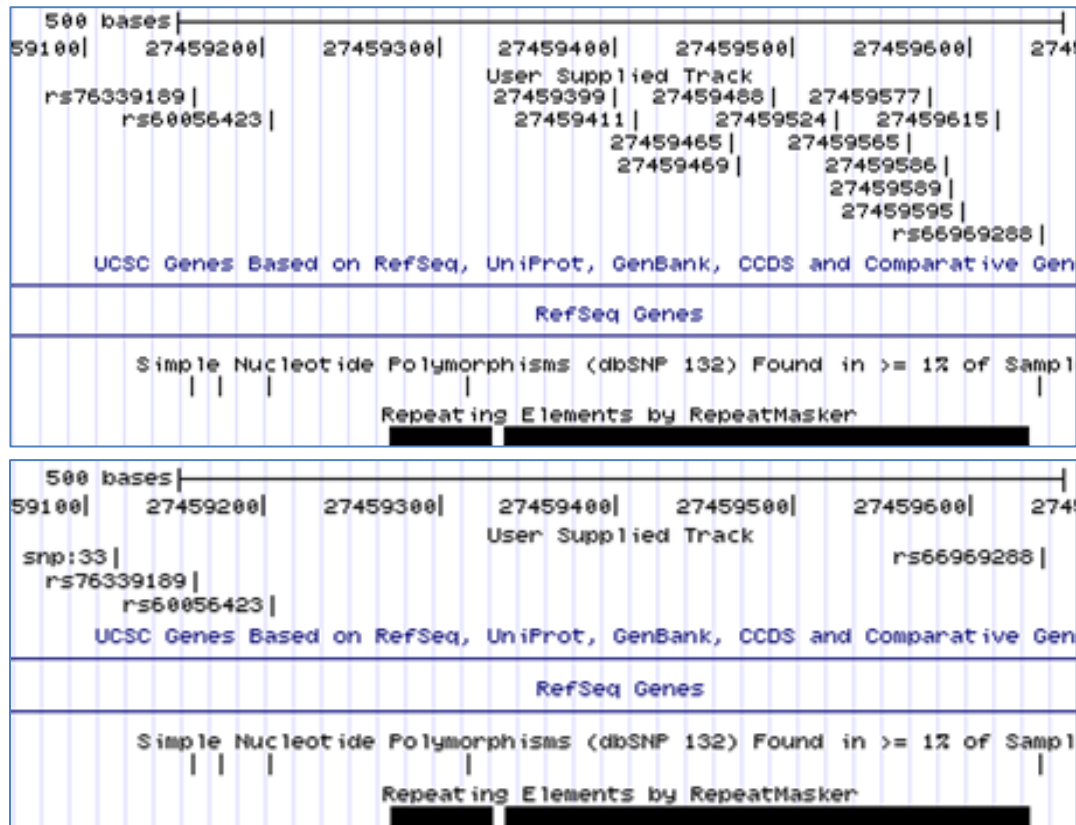 500 bases
59100| 27459200| 27459300| 27459400| 27459500| 27459600| 274
User Supplied Track
rs76339189| 27459399| 27459488| 27459577|
rs60056423| 27459411| 27459524| 27459615|
27459465| 27459565|
27459469| 27459586|
27459589|
27459595|
rs66969288|
UCSC Genes Based on RefSeq, UniProt, GenBank, CCDS and Comparative Gen
RefSeq Genes
Simple Nucleotide Polymorphisms (dbSNP 132) Found in >= 1% of Sampl
Repeating Elements by RepeatMasker
500 bases
59100| 27459200| 27459300| 27459400| 27459500| 27459600| 274
User Supplied Track
snp:33| rs66969288|
rs76339189|
rs60056423|
UCSC Genes Based on RefSeq, UniProt, GenBank, CCDS and Comparative Gen
RefSeq Genes
Simple Nucleotide Polymorphisms (dbSNP 132) Found in >= 1% of Sampl
Repeating Elements by RepeatMasker